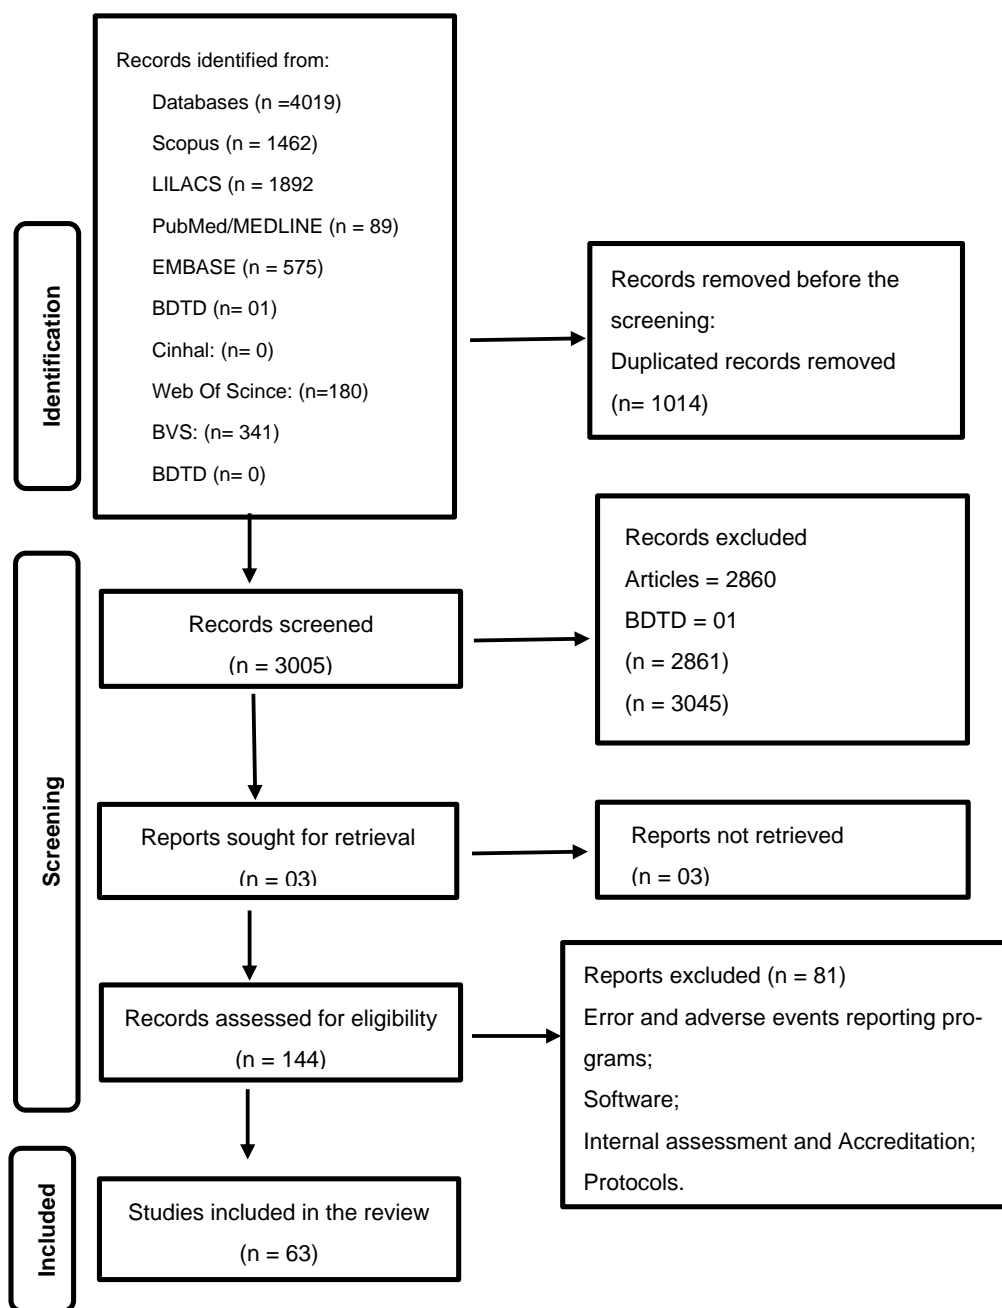 Records identified from:
Databases (n =4019)
Scopus (n = 1462)
LILACS (n = 1892
PubMed/MEDLINE (n = 89)
EMBASE (n = 575)
BDTD (n= 01)
Cinhal: (n= 0)
Web Of Scince: (n=180)
BVS: (n= 341)
BDTD (n= 0)
Identification
Records removed before the
screening:
Duplicated records removed
(n= 1014)
Screening
Records screened
(n = 3005)
Records excluded
Articles = 2860
BDTD = 01
(n = 2861)
(n = 3045)
Reports sought for retrieval
(n = 03)
Reports not retrieved
(n = 03)
Records assessed for eligibility
(n = 144)
Reports excluded (n = 81)
Error and adverse events reporting pro-
grams;
Software;
Internal assessment and Accreditation;
Protocols.
Included
Studies included in the review
(n = 63)